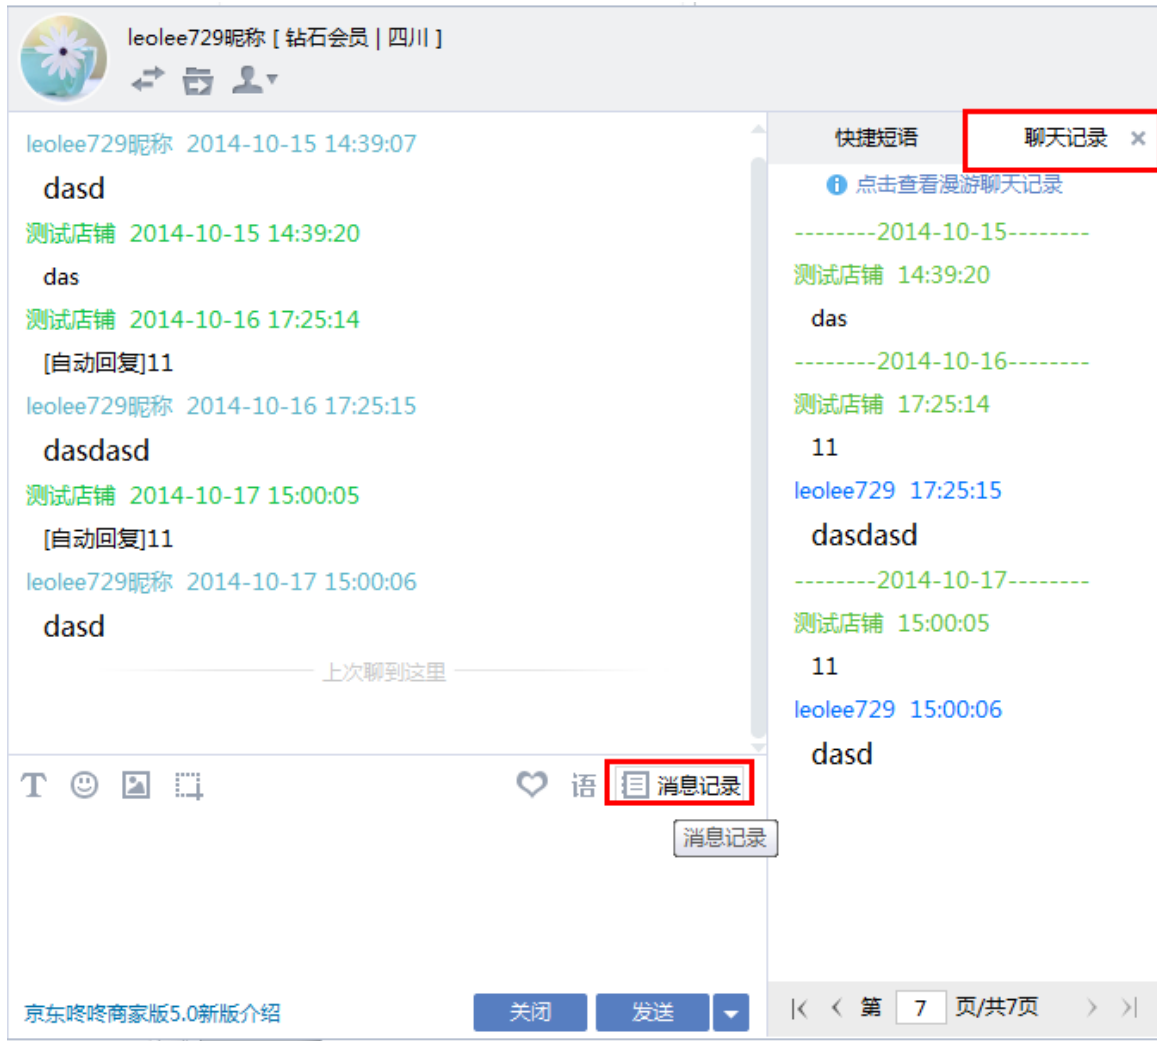 leolee729昵称 [ 钻石会员 | 四川 ]
leolee729昵称 2014-10-15 14:39:07
dasd
测试店铺 2014-10-15 14:39:20
das
测试店铺 2014-10-16 17:25:14
[自动回复]11
leolee729昵称 2014-10-16 17:25:15
dasdasd
测试店铺 2014-10-17 15:00:05
[自动回复]11
leolee729昵称 2014-10-17 15:00:06
dasd
上次聊到这里
T 语 消息记录
消息记录
京东咚咚商家版5.0新版介绍 关闭 发送
快捷短语 聊天记录 ×
点击查看漫游聊天记录
--------2014-10-15--------
测试店铺 14:39:20
das
--------2014-10-16--------
测试店铺 17:25:14
11
leolee729 17:25:15
dasdasd
--------2014-10-17--------
测试店铺 15:00:05
11
leolee729 15:00:06
dasd
第 7 页/共7页